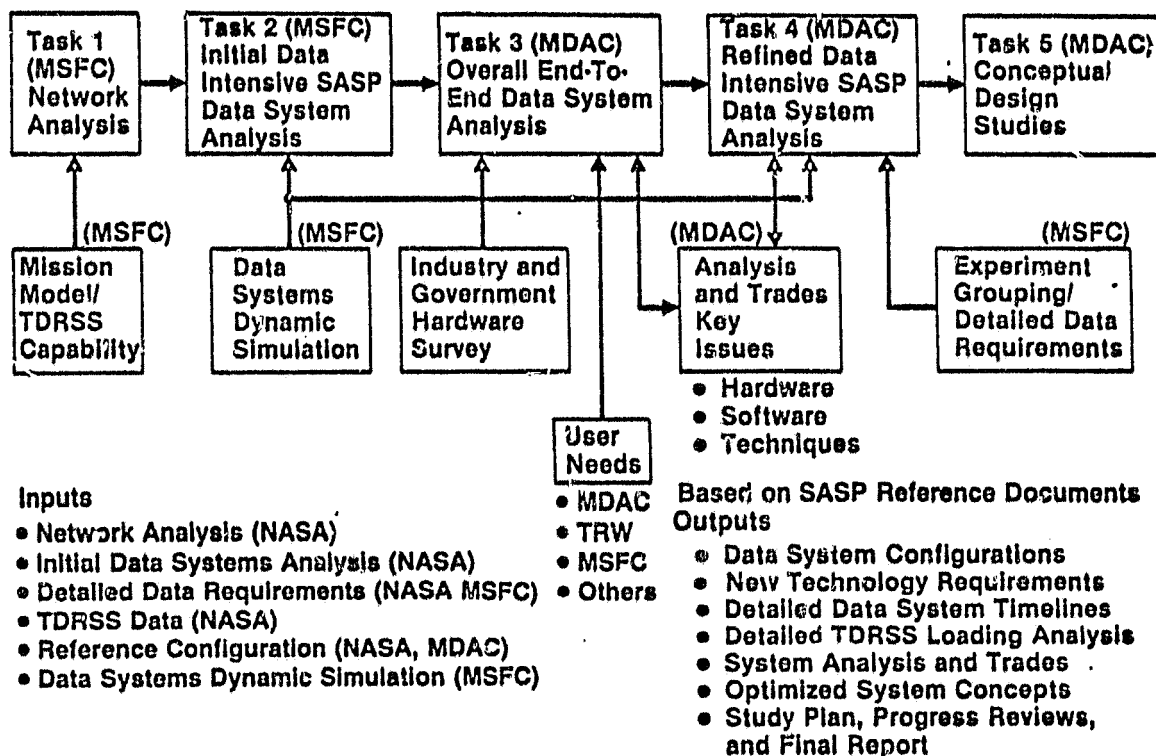 Task 1
(MSFC)
Network
Analysis
Task 2 (MSFC)
Initial Data
Intensive SASP
Data System
Analysis
Task 3 (MDAC)
Overall End-To-
End Data System
Analysis
Task 4 (MDAC)
Refined Data
Intensive SASP
Data System
Analysis
Task 5 (MDAC)
Conceptual
Design
Studies
(MSFC)
Mission
Model/
TDRSS
Capability
(MSFC)
Data
Systems
Dynamic
Simulation
Industry and
Government
Hardware
Survey
(MDAC)
Analysis
and Trades
Key
Issues
● Hardware
● Software
● Techniques
(MSFC)
Experiment
Grouping/
Detailed Data
Requirements
User
Needs
● MDAC
● TRW
● MSFC
● Others
Inputs
● Network Analysis (NASA)
● Initial Data Systems Analysis (NASA)
● Detailed Data Requirements (NASA MSFC)
● TDRSS Data (NASA)
● Reference Configuration (NASA, MDAC)
● Data Systems Dynamic Simulation (MSFC)
Based on SASP Reference Documents
Outputs
● Data System Configurations
● New Technology Requirements
● Detailed Data System Timelines
● Detailed TDRSS Loading Analysis
● System Analysis and Trades
● Optimized System Concepts
● Study Plan, Progress Reviews,
and Final Report